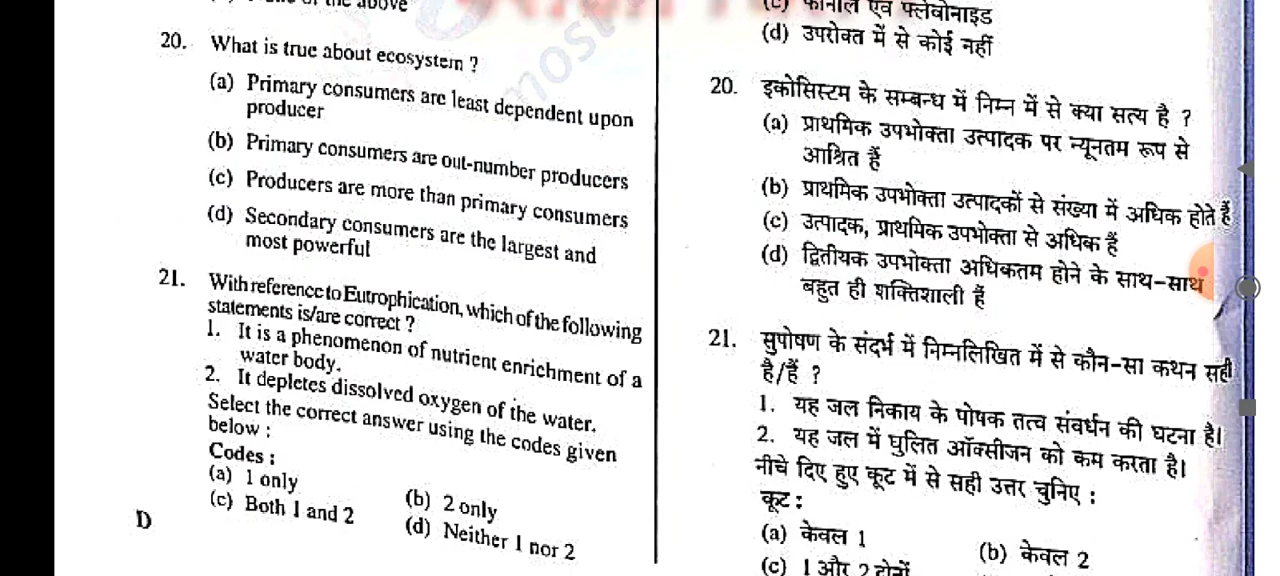 above
20. What is true about ecosystem ?
(a) Primary consumers are least dependent upon
producer
(b) Primary consumers are out-number producers
(c) Producers are more than primary consumers
(d) Secondary consumers are the largest and
most powerful
21. With reference to Eutrophication, which of the following
statements is/are correct ?
1. It is a phenomenon of nutrient enrichment of a
water body.
2. It depletes dissolved oxygen of the water.
Select the correct answer using the codes given
below :
Codes :
(a) 1 only
(b) 2 only
(c) Both 1 and 2
(d) Neither 1 nor 2
D
(c) फीनॉल एवं फ्लेवोनाइड
(d) उपरोक्त में से कोई नहीं
20. इकोसिस्टम के सम्बन्ध में निम्न में से क्या सत्य है ?
(a) प्राथमिक उपभोक्ता उत्पादक पर न्यूनतम रूप से
आश्रित हैं
(b) प्राथमिक उपभोक्ता उत्पादकों से संख्या में अधिक होते हैं
(c) उत्पादक, प्राथमिक उपभोक्ता से अधिक हैं
(d) द्वितीयक उपभोक्ता अधिकतम होने के साथ-साथ
बहुत ही शक्तिशाली हैं
21. सुपोषण के संदर्भ में निम्नलिखित में से कौन-सा कथन सही
है/हैं ?
1. यह जल निकाय के पोषक तत्व संवर्धन की घटना है।
2. यह जल में घुलित ऑक्सीजन को कम करता है।
नीचे दिए हुए कूट में से सही उत्तर चुनिए :
कूट :
(a) केवल 1
(b) केवल 2
(c) 1 और 2 दोनों